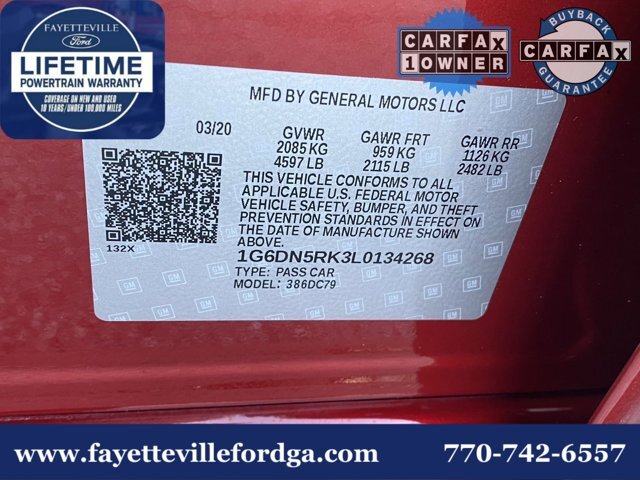 FAYETTEVILLE
Ford
LIFETIME
POWERTRAIN WARRANTY
COVERAGE ON NEW AND USED
10 YEARS/UNDER 100,000 MILES
CARFAX
1 OWNER
BUYBACK
CARFAX
GUARANTEE
MFD BY GENERAL MOTORS LLC
03/20 GVWR GAWR FRT GAWR RR
2085 KG 959 KG 1126 KG
4597 LB 2115 LB 2482 LB
THIS VEHICLE CONFORMS TO ALL
APPLICABLE U.S. FEDERAL MOTOR
VEHICLE SAFETY, BUMPER, AND THEFT
PREVENTION STANDARDS IN EFFECT ON
THE DATE OF MANUFACTURE SHOWN
ABOVE.
132X
1G6DN5RK3L0134268
TYPE: PASS CAR
MODEL: 386DC79
GM
www.fayettevillefordga.com 770-742-6557